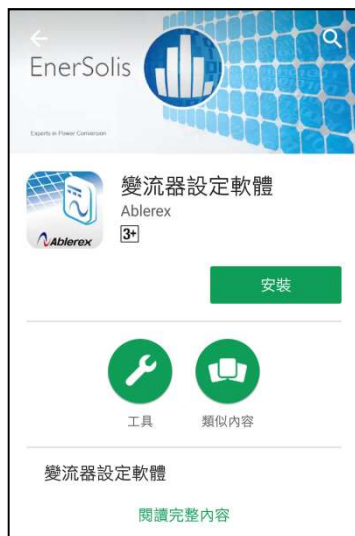 EnerSolis
Experts in Power Conversion
變流器設定軟體
Ablerex
3+
Ablerex
安裝
工具
類似內容
變流器設定軟體
閱讀完整內容